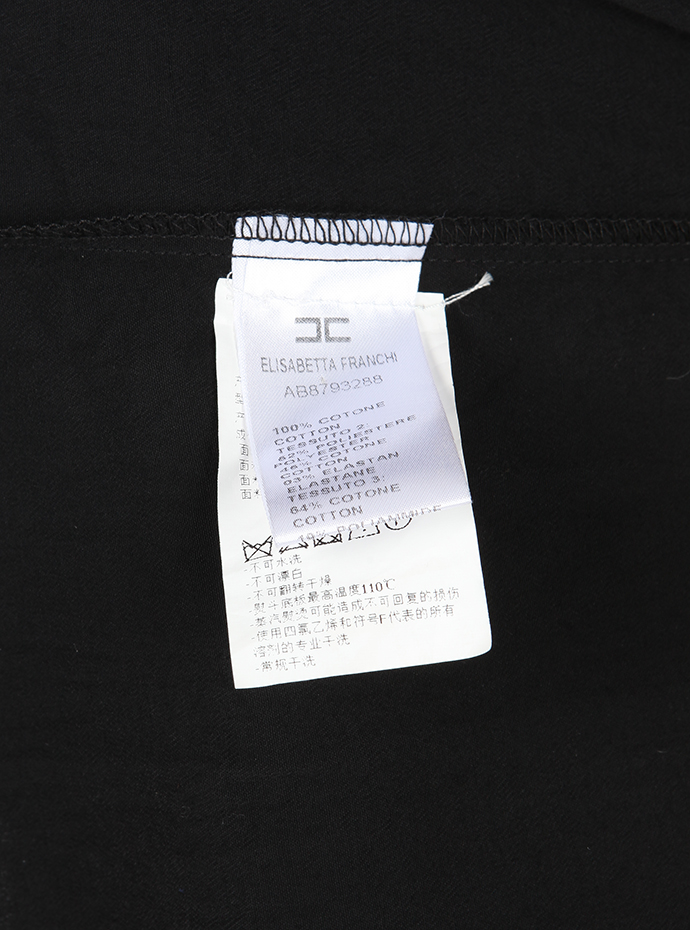 ELISABETTA FRANCHI
AB8793288
100% COTONE
COTTON
TESSUTO 2:
POLIESTERE
POLYESTER
COTONE
COTTON
03% ELASTAN
ELASTANE
TESSUTO 3:
64% COTONE
COTTON
面
面
面
-不可水洗
-不可漂白
-不可翻转干燥
-熨斗底板最高温度110℃
-蒸汽熨烫可能造成不可回复的损伤
-使用四氯乙烯和符号F代表的所有
溶剂的专业干洗
-常规干洗